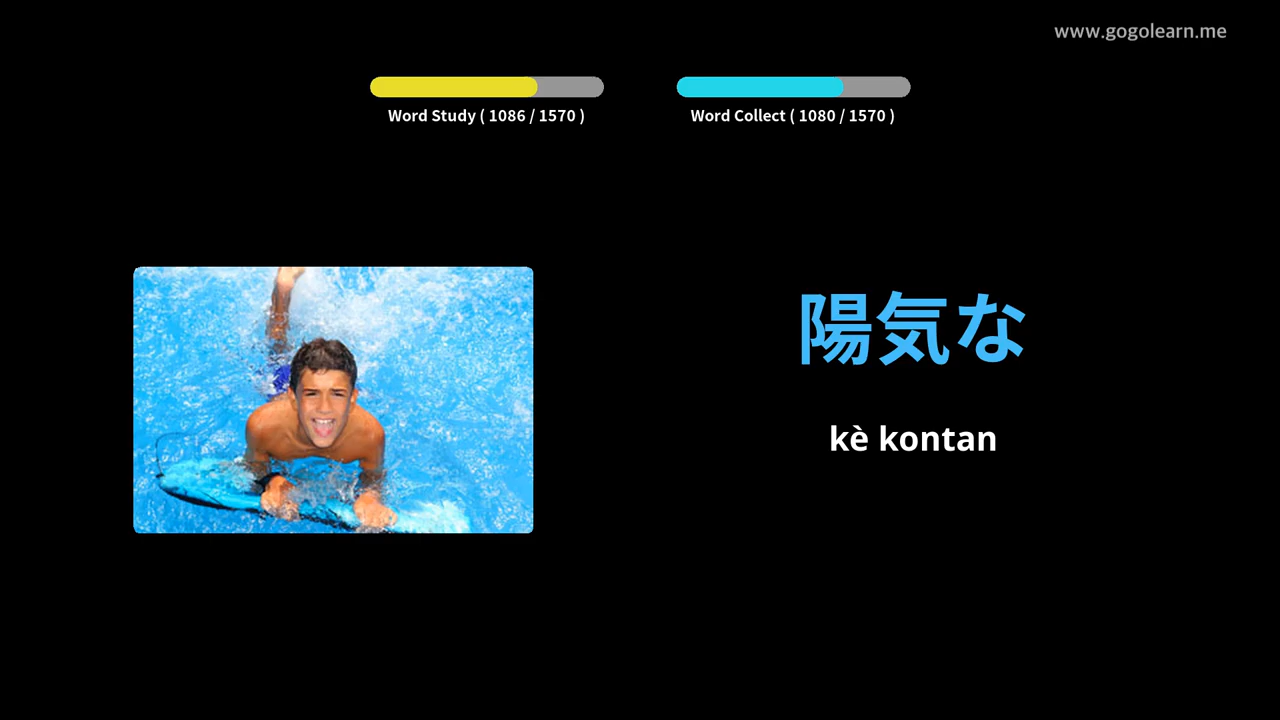 www.gogolearn.me
Word Study ( 1086 / 1570 )
Word Collect ( 1080 / 1570 )
陽気な
kè kontan